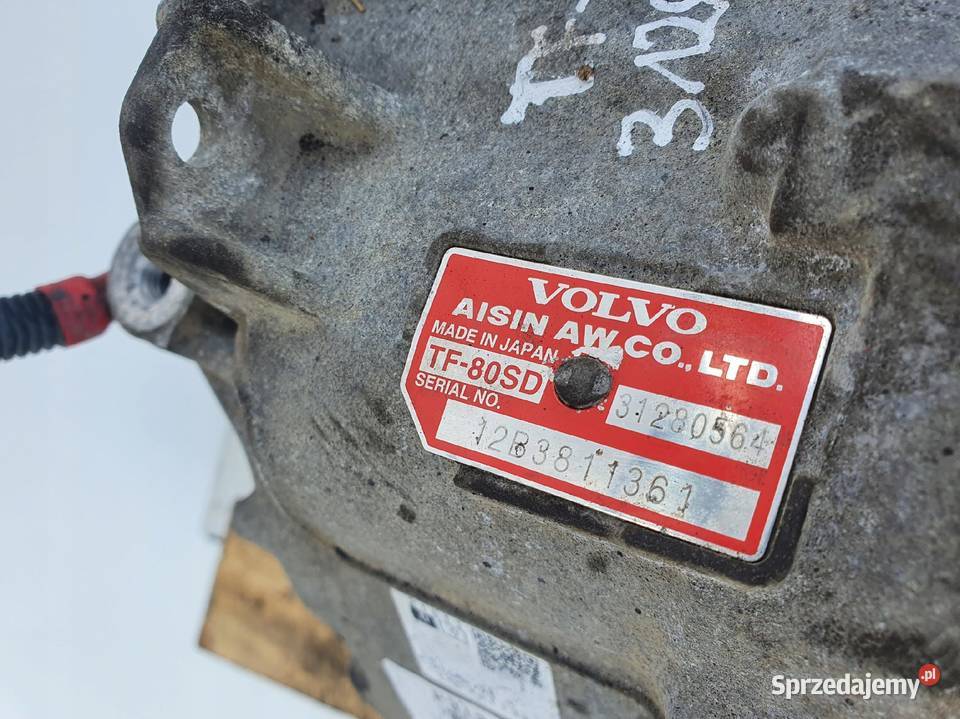 VOLVO
AISIN AW CO., LTD.
MADE IN JAPAN
TF-80SD
31280564
SERIAL NO.
12B3811361
Sprzedajemy.pl